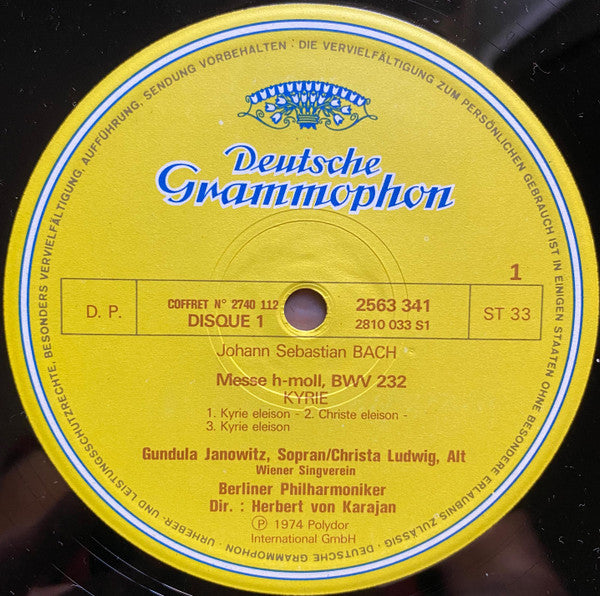 DEUTSCHE GRAMMOPHON · URHEBER- UND LEISTUNGSSCHUTZRECHTE, BESONDERS VERVIELFÄLTIGUNG, AUFFÜHRUNG, SENDUNG VORBEHALTEN · DIE VERVIELFÄLTIGUNG ZUM PERSÖNLICHEN GEBRAUCH IST IN EINIGEN STAATEN OHNE BESONDERE ERLAUBNIS ZULÄSSIG ·
Deutsche
Grammophon
1
D. P.
COFFRET N° 2740 112
DISQUE 1
2563 341
2810 033 S1
ST 33
Johann Sebastian BACH
Messe h-moll, BWV 232
KYRIE
1. Kyrie eleison - 2. Christe eleison -
3. Kyrie eleison
Gundula Janowitz, Sopran/Christa Ludwig, Alt
Wiener Singverein
Berliner Philharmoniker
Dir. : Herbert von Karajan
Ⓟ 1974 Polydor
International GmbH